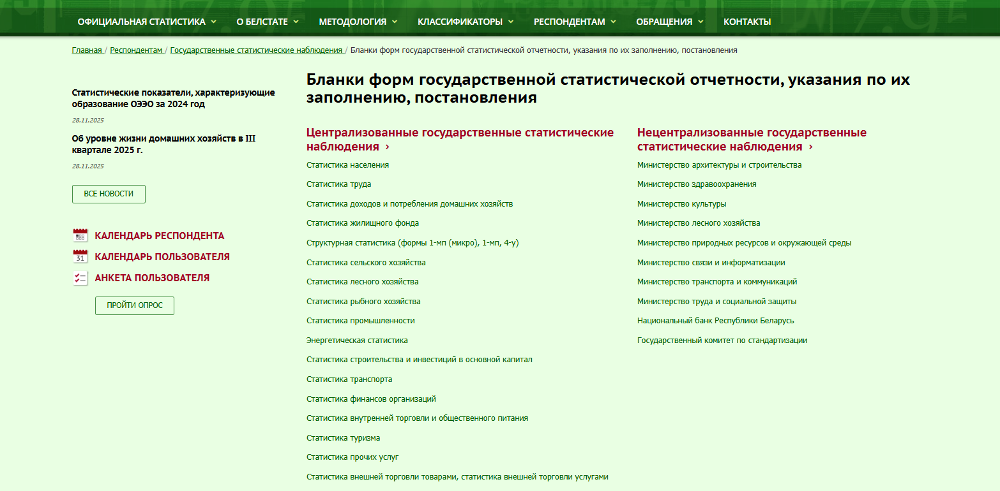 ОФИЦИАЛЬНАЯ СТАТИСТИКА О БЕЛСТАТЕ МЕТОДОЛОГИЯ КЛАССИФИКАТОРЫ РЕСПОНДЕНТАМ ОБРАЩЕНИЯ КОНТАКТЫ
Главная / Респондентам / Государственные статистические наблюдения / Бланки форм государственной статистической отчетности, указания по их заполнению, постановления
Статистические показатели, характеризующие
образование ОЭЭО за 2024 год
28.11.2025
Об уровне жизни домашних хозяйств в III
квартале 2025 г.
28.11.2025
ВСЕ НОВОСТИ
КАЛЕНДАРЬ РЕСПОНДЕНТА
31 КАЛЕНДАРЬ ПОЛЬЗОВАТЕЛЯ
АНКЕТА ПОЛЬЗОВАТЕЛЯ
ПРОЙТИ ОПРОС
Бланки форм государственной статистической отчетности, указания по их
заполнению, постановления
Централизованные государственные статистические
наблюдения ›
Статистика населения
Статистика труда
Статистика доходов и потребления домашних хозяйств
Статистика жилищного фонда
Структурная статистика (формы 1-мп (микро), 1-мп, 4-у)
Статистика сельского хозяйства
Статистика лесного хозяйства
Статистика рыбного хозяйства
Статистика промышленности
Энергетическая статистика
Статистика строительства и инвестиций в основной капитал
Статистика транспорта
Статистика финансов организаций
Статистика внутренней торговли и общественного питания
Статистика туризма
Статистика прочих услуг
Статистика внешней торговли товарами, статистика внешней торговли услугами
Нецентрализованные государственные
статистические наблюдения ›
Министерство архитектуры и строительства
Министерство здравоохранения
Министерство культуры
Министерство лесного хозяйства
Министерство природных ресурсов и окружающей среды
Министерство связи и информатизации
Министерство транспорта и коммуникаций
Министерство труда и социальной защиты
Национальный банк Республики Беларусь
Государственный комитет по стандартизации